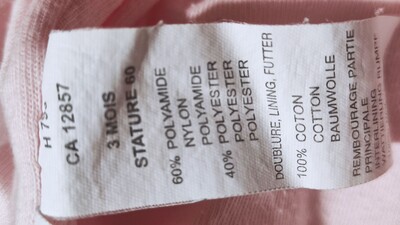 CA 12857
3 MOIS
STATURE 60
60% POLYAMIDE
NYLON
POLYAMIDE
40% POLYESTER
POLYESTER
POLYESTER
DOUBLURE, LINING, FUTTER
100% COTON
COTTON
BAUMWOLLE
REMBOURAGE PARTIE
PRINCIPALE
INTERLINING